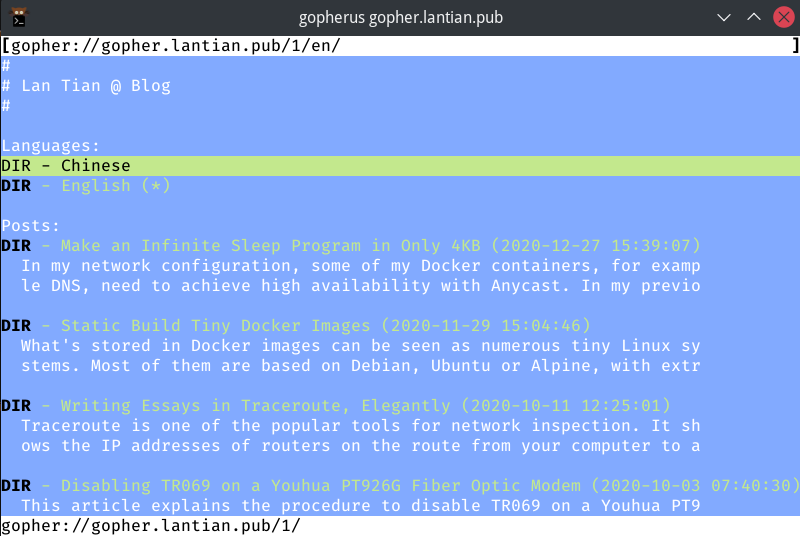 gopherus gopher.lantian.pub
[gopher://gopher.lantian.pub/1/en/ ]
#
# Lan Tian @ Blog
#
Languages:
DIR - Chinese
DIR - English (*)
Posts:
DIR - Make an Infinite Sleep Program in Only 4KB (2020-12-27 15:39:07)
In my network configuration, some of my Docker containers, for examp
le DNS, need to achieve high availability with Anycast. In my previo
DIR - Static Build Tiny Docker Images (2020-11-29 15:04:46)
What's stored in Docker images can be seen as numerous tiny Linux sy
stems. Most of them are based on Debian, Ubuntu or Alpine, with extr
DIR - Writing Essays in Traceroute, Elegantly (2020-10-11 12:25:01)
Traceroute is one of the popular tools for network inspection. It sh
ows the IP addresses of routers on the route from your computer to a
DIR - Disabling TR069 on a Youhua PT926G Fiber Optic Modem (2020-10-03 07:40:30)
This article explains the procedure to disable TR069 on a Youhua PT9
gopher://gopher.lantian.pub/1/